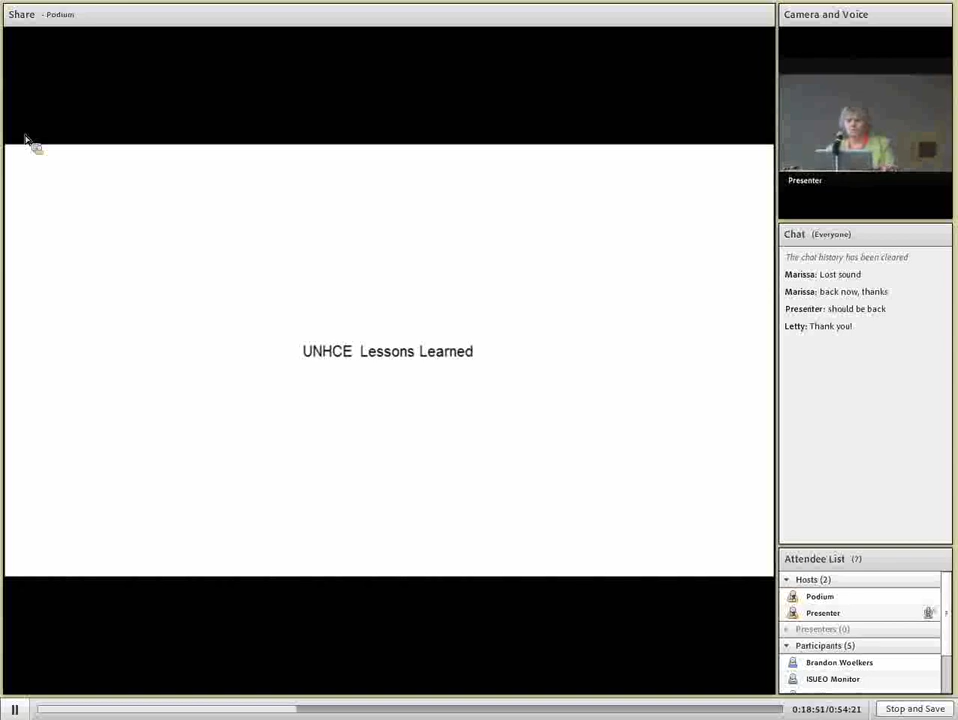 Share - Podium
Camera and Voice
UNHCE Lessons Learned
Presenter
Chat (Everyone)
The chat history has been cleared
Marissa: Lost sound
Marissa: back now, thanks
Presenter: should be back
Letty: Thank you!
Attendee List (?)
Hosts (2)
Podium
Presenter
Presenters (0)
Participants (5)
Brandon Woelkers
ISUEO Monitor
0:18:51/0:54:21
Stop and Save